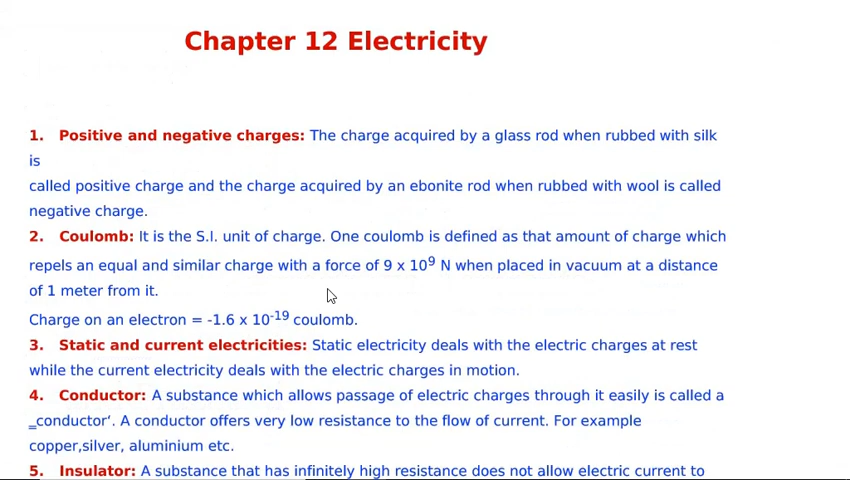 Chapter 12 Electricity
1. Positive and negative charges: The charge acquired by a glass rod when rubbed with silk
is
called positive charge and the charge acquired by an ebonite rod when rubbed with wool is called
negative charge.
2. Coulomb: It is the S.I. unit of charge. One coulomb is defined as that amount of charge which
repels an equal and similar charge with a force of 9 x 10⁹ N when placed in vacuum at a distance
of 1 meter from it.
Charge on an electron = -1.6 x 10⁻¹⁹ coulomb.
3. Static and current electricities: Static electricity deals with the electric charges at rest
while the current electricity deals with the electric charges in motion.
4. Conductor: A substance which allows passage of electric charges through it easily is called a
‗conductor‘. A conductor offers very low resistance to the flow of current. For example
copper,silver, aluminium etc.
5. Insulator: A substance that has infinitely high resistance does not allow electric current to